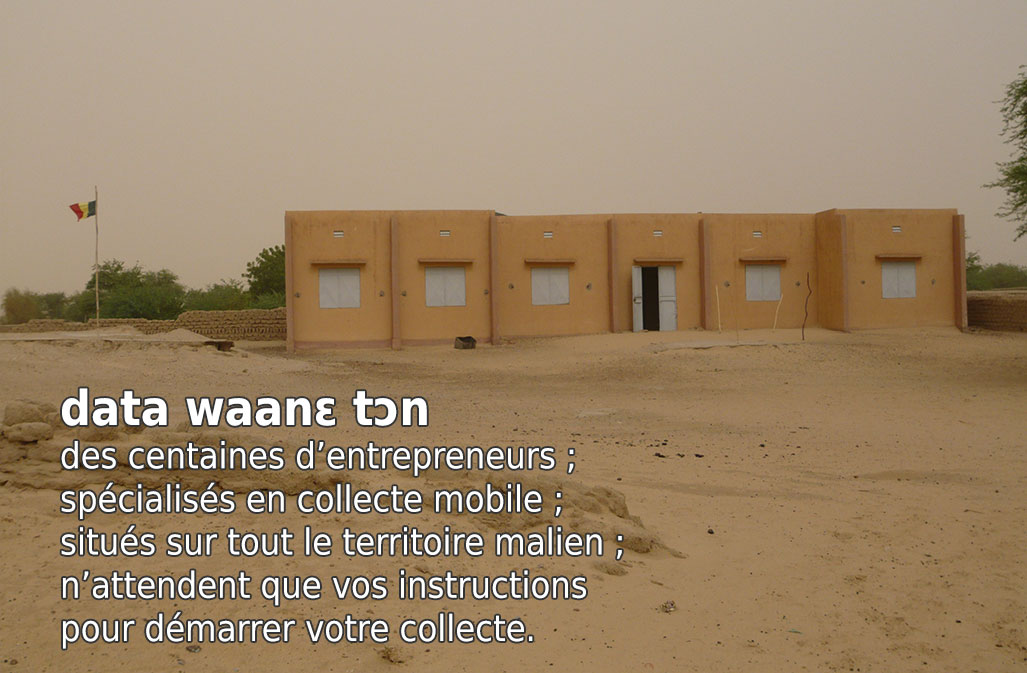 data waanɛ tɔn
des centaines d’entrepreneurs ;
spécialisés en collecte mobile ;
situés sur tout le territoire malien ;
n’attendent que vos instructions
pour démarrer votre collecte.